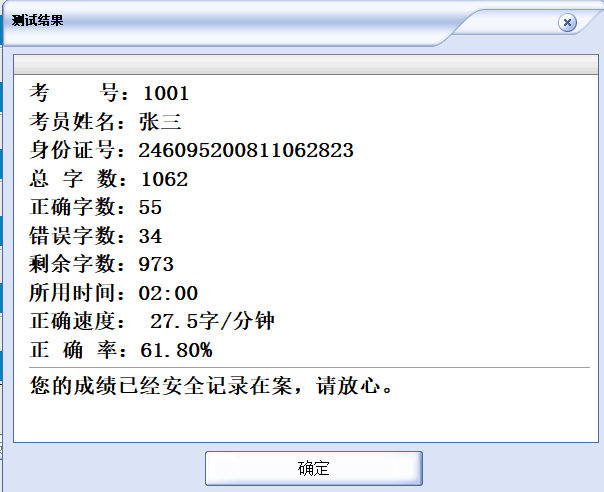 测试结果
考 号：1001
考员姓名：张三
身份证号：246095200811062823
总 字 数：1062
正确字数：55
错误字数：34
剩余字数：973
所用时间：02:00
正确速度： 27.5字/分钟
正 确 率：61.80%
您的成绩已经安全记录在案，请放心。
确定